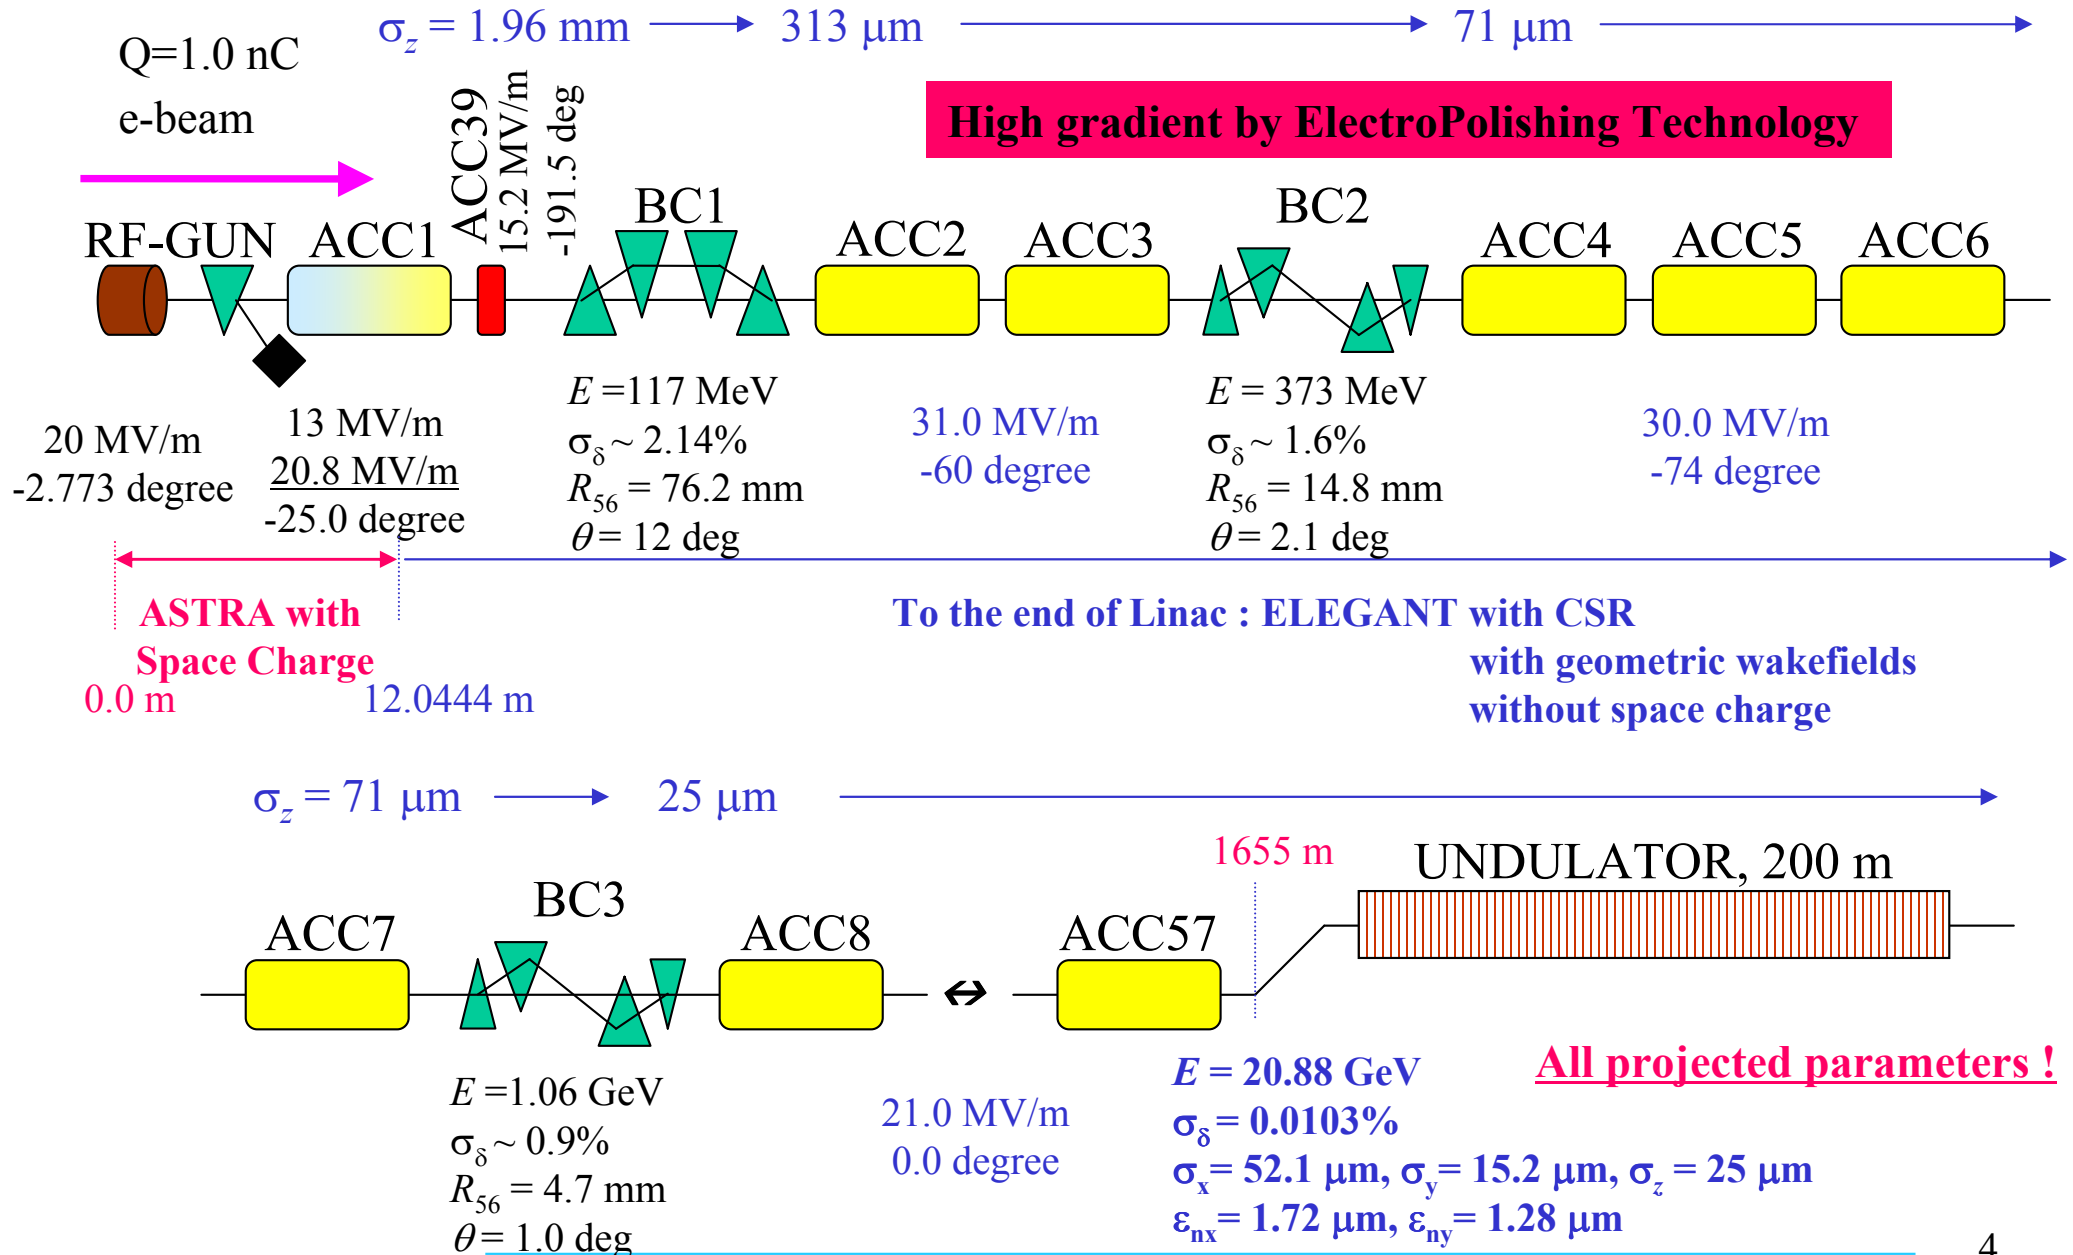 σz = 1.96 mm 313 μm 71 μm
Q=1.0 nC
e-beam
ACC39
15.2 MV/m
-191.5 deg
High gradient by ElectroPolishing Technology
RF-GUN ACC1 BC1 ACC2 ACC3 BC2 ACC4 ACC5 ACC6
20 MV/m
-2.773 degree
13 MV/m
20.8 MV/m
-25.0 degree
E =117 MeV
σδ ~ 2.14%
R56 = 76.2 mm
θ = 12 deg
31.0 MV/m
-60 degree
E = 373 MeV
σδ ~ 1.6%
R56 = 14.8 mm
θ = 2.1 deg
30.0 MV/m
-74 degree
ASTRA with
Space Charge
0.0 m 12.0444 m
To the end of Linac : ELEGANT with CSR
with geometric wakefields
without space charge
σz = 71 μm 25 μm
1655 m
UNDULATOR, 200 m
ACC7 BC3 ACC8 ACC57
E =1.06 GeV
σδ ~ 0.9%
R56 = 4.7 mm
θ = 1.0 deg
21.0 MV/m
0.0 degree
E = 20.88 GeV
σδ = 0.0103%
σx= 52.1 μm, σy= 15.2 μm, σz = 25 μm
εnx= 1.72 μm, εny= 1.28 μm
All projected parameters !
4